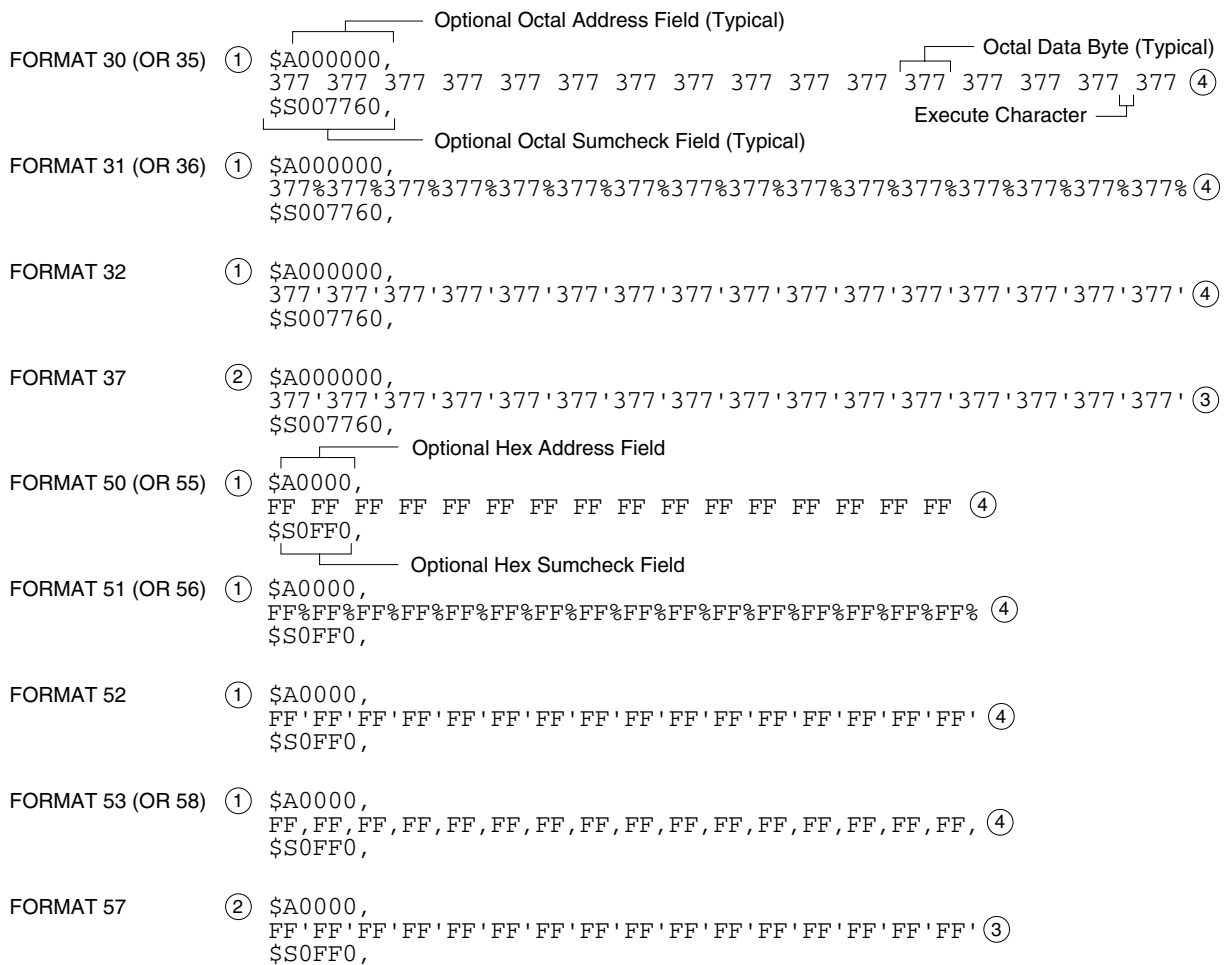 Optional Octal Address Field (Typical)
Octal Data Byte (Typical)
FORMAT 30 (OR 35) ① $A000000,
377 377 377 377 377 377 377 377 377 377 377 377 377 377 377 377 ④
$S007760,
Execute Character
Optional Octal Sumcheck Field (Typical)
FORMAT 31 (OR 36) ① $A000000,
377%377%377%377%377%377%377%377%377%377%377%377%377%377%377%377% ④
$S007760,
FORMAT 32 ① $A000000,
377'377'377'377'377'377'377'377'377'377'377'377'377'377'377'377' ④
$S007760,
FORMAT 37 ② $A000000,
377'377'377'377'377'377'377'377'377'377'377'377'377'377'377'377' ③
$S007760,
Optional Hex Address Field
FORMAT 50 (OR 55) ① $A0000,
FF FF FF FF FF FF FF FF FF FF FF FF FF FF FF FF ④
$S0FF0,
Optional Hex Sumcheck Field
FORMAT 51 (OR 56) ① $A0000,
FF%FF%FF%FF%FF%FF%FF%FF%FF%FF%FF%FF%FF%FF%FF%FF% ④
$S0FF0,
FORMAT 52 ① $A0000,
FF'FF'FF'FF'FF'FF'FF'FF'FF'FF'FF'FF'FF'FF'FF'FF' ④
$S0FF0,
FORMAT 53 (OR 58) ① $A0000,
FF,FF,FF,FF,FF,FF,FF,FF,FF,FF,FF,FF,FF,FF,FF,FF, ④
$S0FF0,
FORMAT 57 ② $A0000,
FF'FF'FF'FF'FF'FF'FF'FF'FF'FF'FF'FF'FF'FF'FF'FF' ③
$S0FF0,